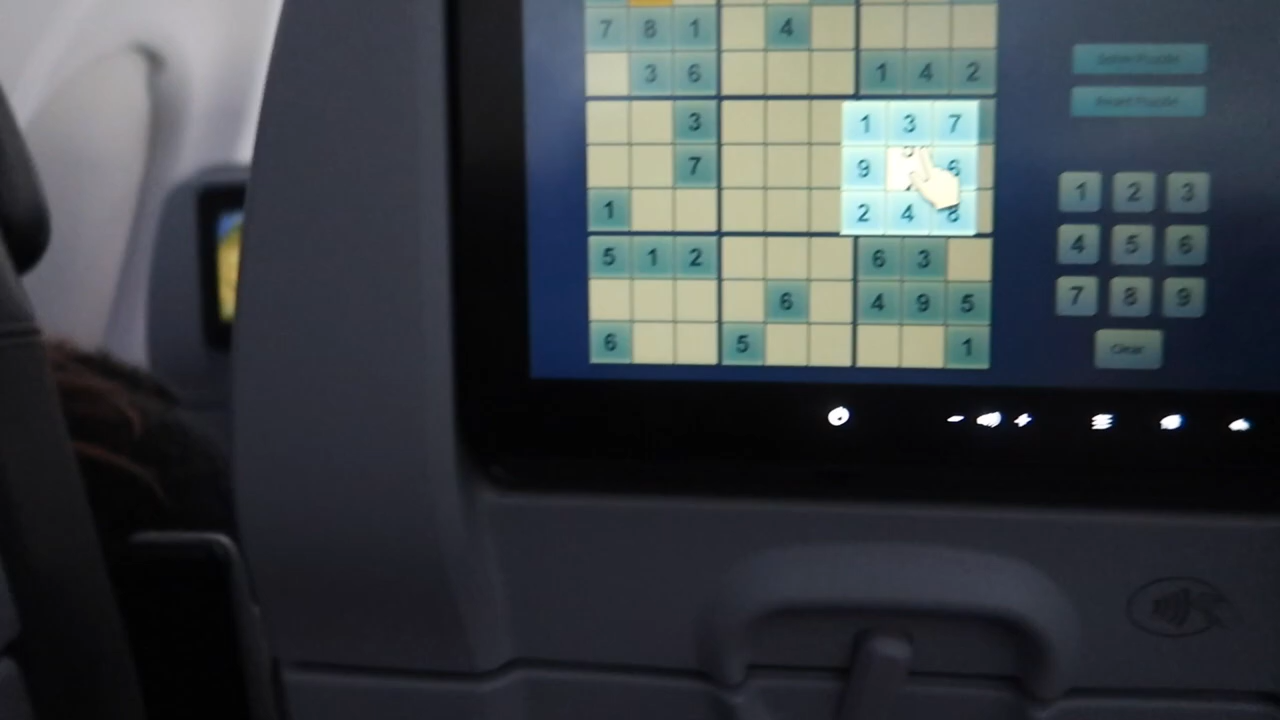 7 8 1 4
3 6 1 4 2
3 1 3 7
7 9 6
1 2 4 8
5 1 2 6 3
6 4 9 5
6 5 1
1 2 3
4 5 6
7 8 9
Clear